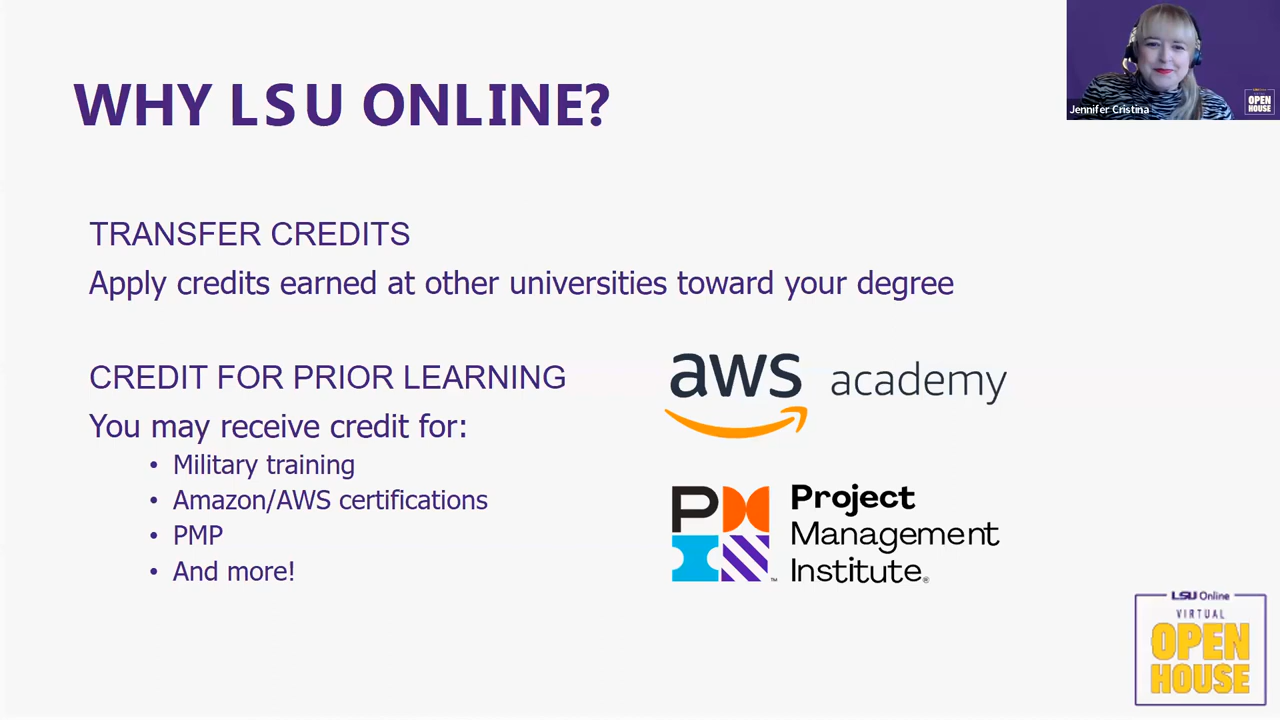 WHY LSU ONLINE?
Jennifer Cristina
OPEN
HOUSE
TRANSFER CREDITS
Apply credits earned at other universities toward your degree
CREDIT FOR PRIOR LEARNING
You may receive credit for:
• Military training
• Amazon/AWS certifications
• PMP
• And more!
aws academy
PMI
Project
Management
Institute®
™
LSU Online
VIRTUAL
OPEN
HOUSE